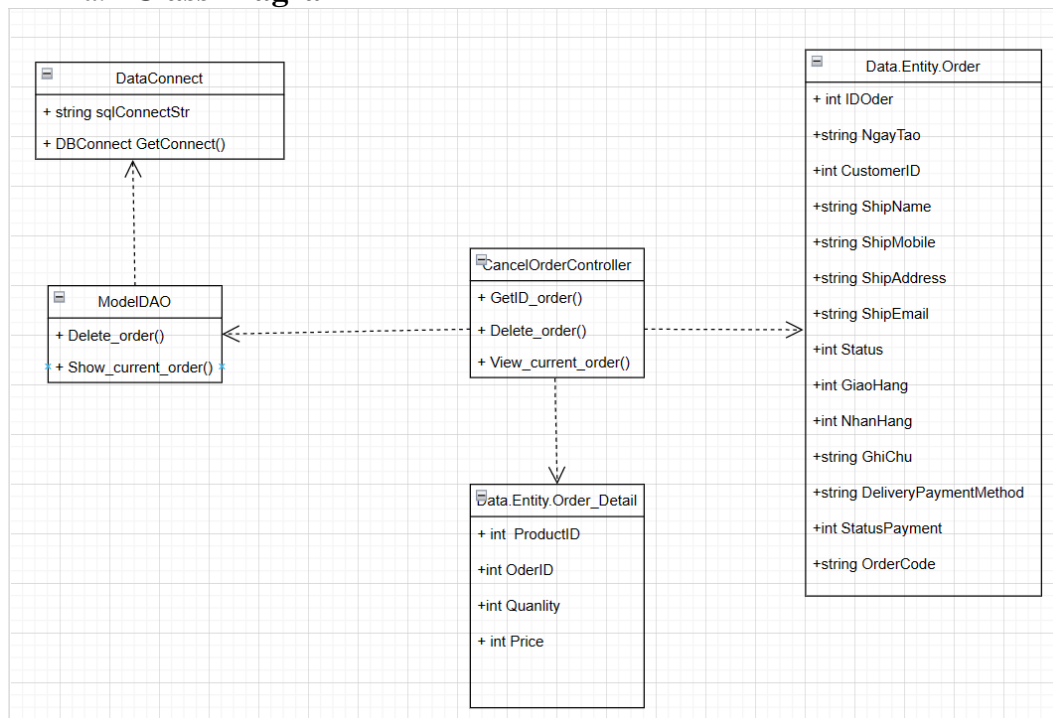 Class Diagra
DataConnect
+ string sqlConnectStr
+ DBConnect GetConnect()
ModelDAO
+ Delete_order()
+ Show_current_order()
CancelOrderController
+ GetID_order()
+ Delete_order()
+ View_current_order()
Data.Entity.Order_Detail
+ int ProductID
+int OderID
+int Quanlity
+ int Price
Data.Entity.Order
+ int IDOder
+string NgayTao
+int CustomerID
+string ShipName
+string ShipMobile
+string ShipAddress
+string ShipEmail
+int Status
+int GiaoHang
+int NhanHang
+string GhiChu
+string DeliveryPaymentMethod
+int StatusPayment
+string OrderCode